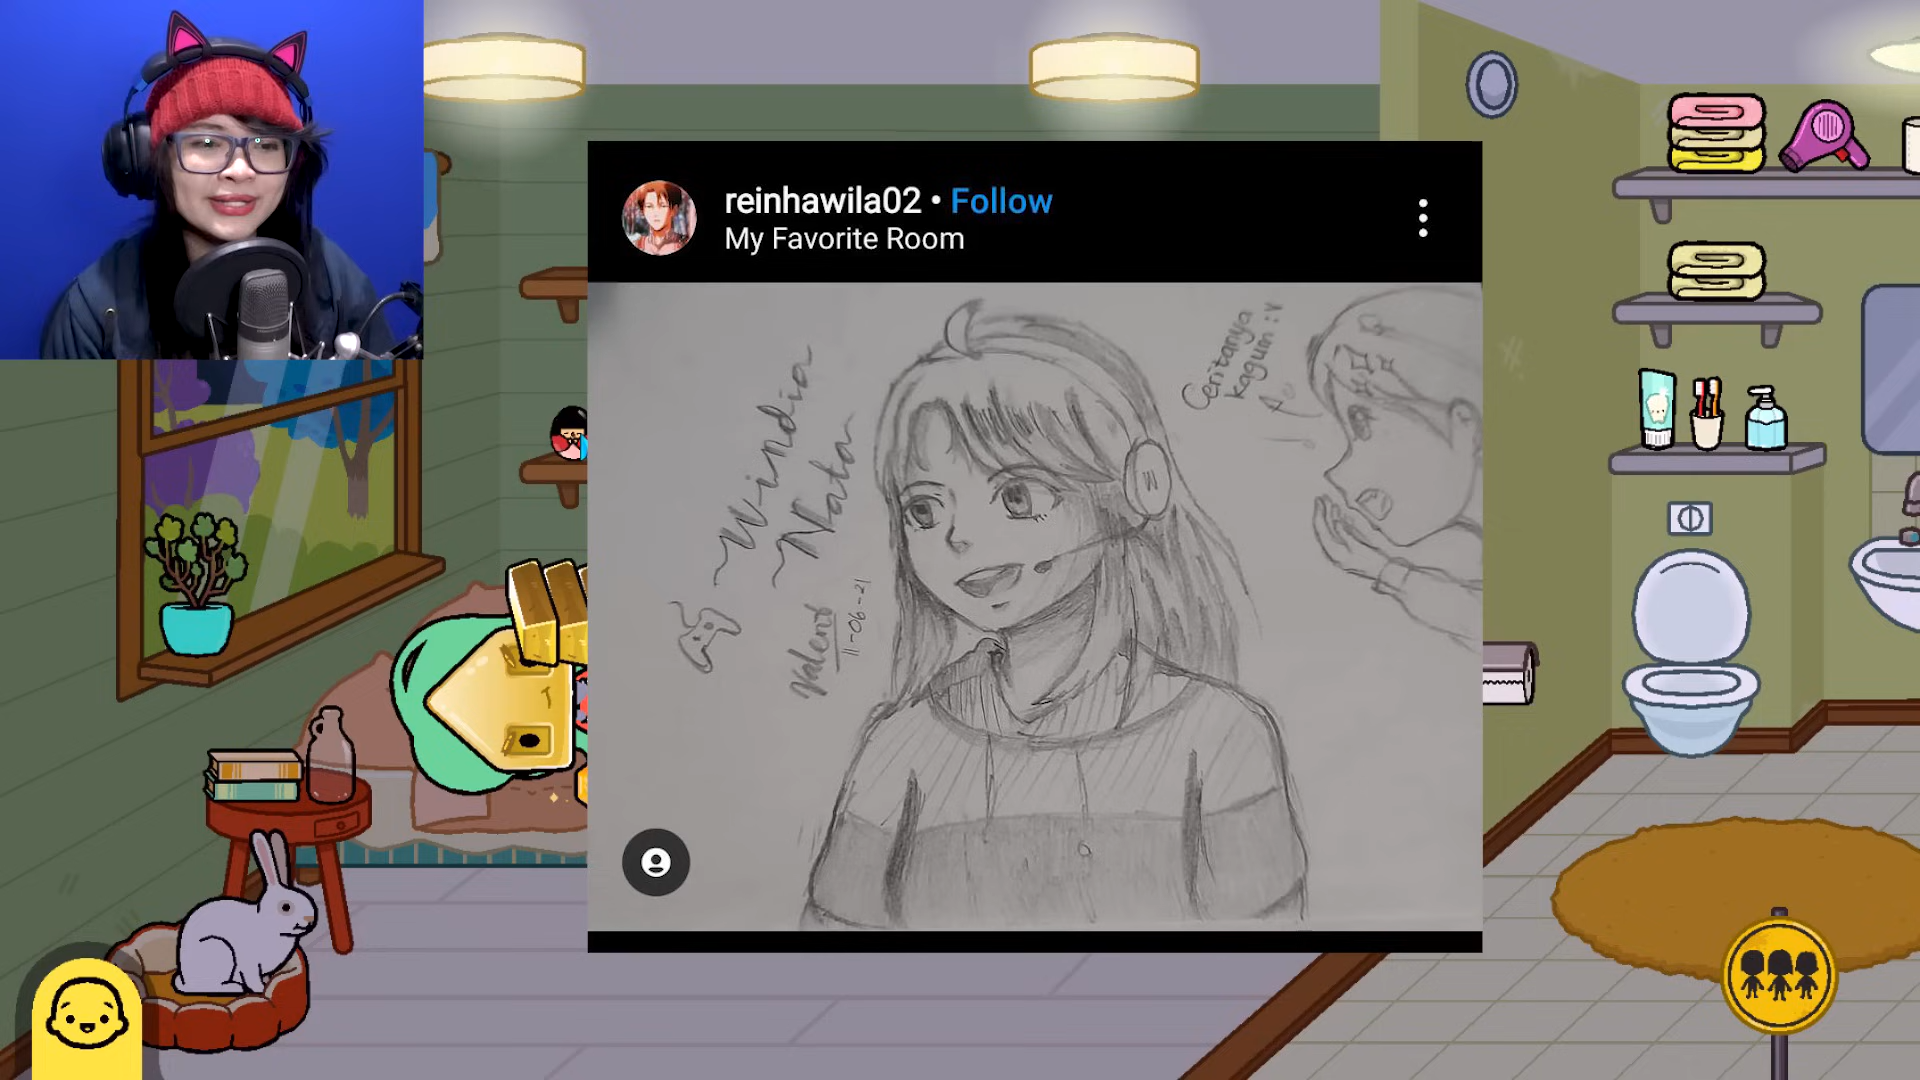 reinhawila02 • Follow
My Favorite Room
~Windia
~Nata
Valent
11-06-21
Ceritanya
kagum :v